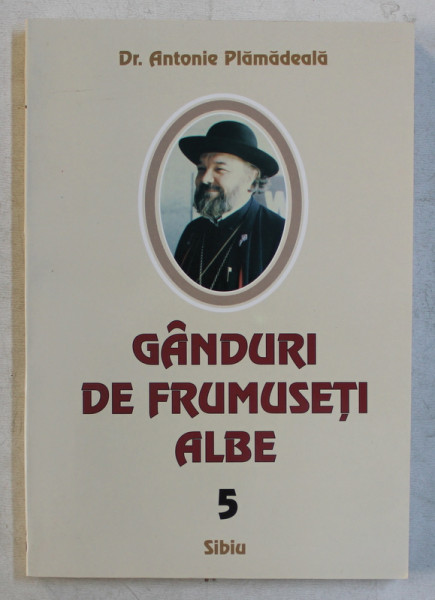 Dr. Antonie Plămădeală
GÂNDURI
DE FRUMUSEȚI
ALBE
5
Sibiu